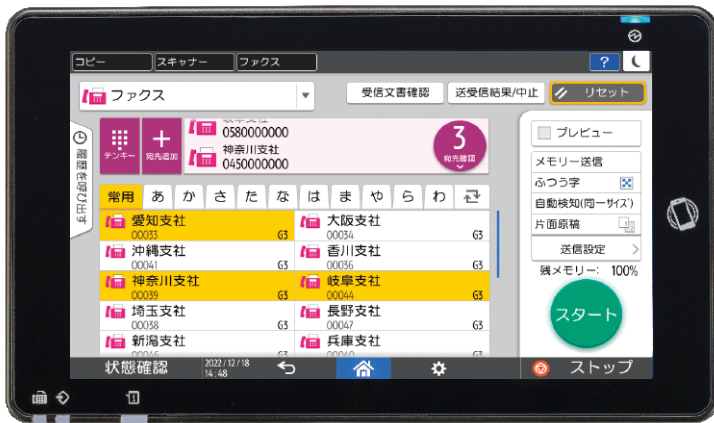 コピー
スキャナー
ファクス
?
ファクス
受信文書確認
送受信結果/中止
リセット
履歴を呼び出す
テンキー
宛先追加
岐阜支社
0580000000
神奈川支社
0450000000
3
宛先確認
プレビュー
メモリー送信
ふつう字
自動検知(同一サイズ)
片面原稿
送信設定
残メモリー: 100%
スタート
常用 あ か さ た な は ま や ら わ
愛知支社
00033 G3
大阪支社
00034 G3
沖縄支社
00041 G3
香川支社
00036 G3
神奈川支社
00039 G3
岐阜支社
00044 G3
埼玉支社
00038 G3
長野支社
00047 G3
新潟支社
00046 G3
兵庫支社
00040 G3
状態確認
2022/12/18
14:48
ストップ